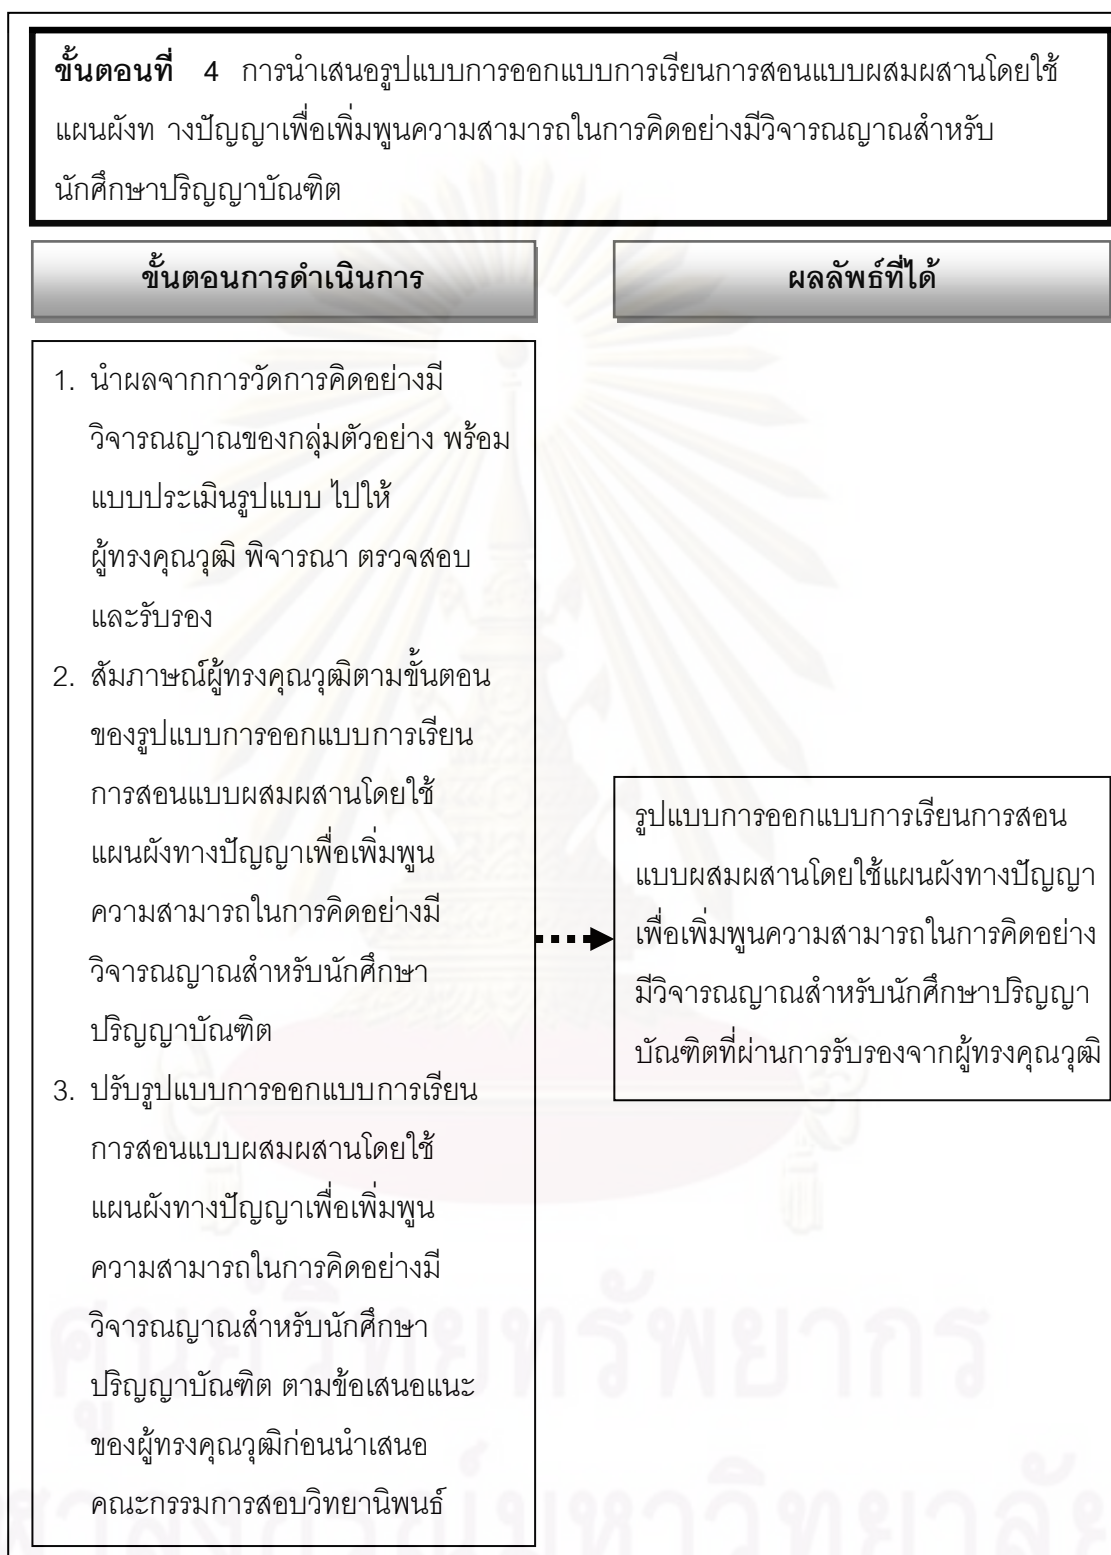 ขั้นตอนที่ 4 การนำเสนอรูปแบบการออกแบบการเรียนการสอนแบบผสมผสานโดยใช้
แผนผังท างปัญญาเพื่อเพิ่มพูนความสามารถในการคิดอย่างมีวิจารณญาณสำหรับ
นักศึกษาปริญญาบัณฑิต
ขั้นตอนการดำเนินการ
ผลลัพธ์ที่ได้
1. นำผลจากการวัดการคิดอย่างมี
วิจารณญาณของกลุ่มตัวอย่าง พร้อม
แบบประเมินรูปแบบ ไปให้
ผู้ทรงคุณวุฒิ พิจารณา ตรวจสอบ
และรับรอง
2. สัมภาษณ์ผู้ทรงคุณวุฒิตามขั้นตอน
ของรูปแบบการออกแบบการเรียน
การสอนแบบผสมผสานโดยใช้
แผนผังทางปัญญาเพื่อเพิ่มพูน
ความสามารถในการคิดอย่างมี
วิจารณญาณสำหรับนักศึกษา
ปริญญาบัณฑิต
3. ปรับรูปแบบการออกแบบการเรียน
การสอนแบบผสมผสานโดยใช้
แผนผังทางปัญญาเพื่อเพิ่มพูน
ความสามารถในการคิดอย่างมี
วิจารณญาณสำหรับนักศึกษา
ปริญญาบัณฑิต ตามข้อเสนอแนะ
ของผู้ทรงคุณวุฒิก่อนนำเสนอ
คณะกรรมการสอบวิทยานิพนธ์
รูปแบบการออกแบบการเรียนการสอน
แบบผสมผสานโดยใช้แผนผังทางปัญญา
เพื่อเพิ่มพูนความสามารถในการคิดอย่าง
มีวิจารณญาณสำหรับนักศึกษาปริญญา
บัณฑิตที่ผ่านการรับรองจากผู้ทรงคุณวุฒิ
ศูนย์วิทยทรัพยากร
จุฬาลงกรณ์มหาวิทยาลัย